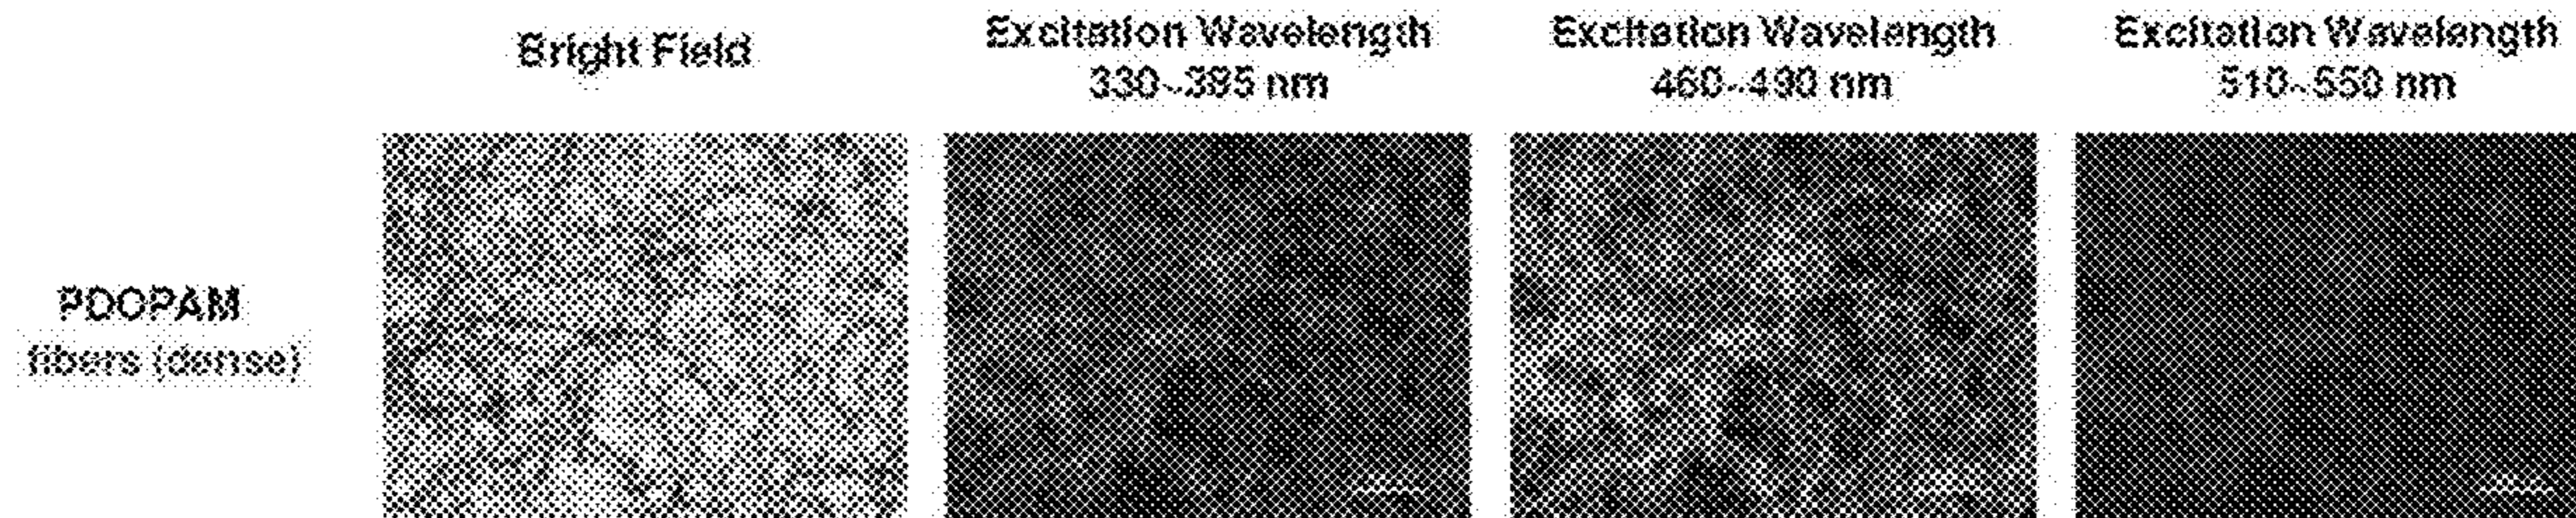 Bright Field
Excitation Wavelength
330~385 nm
Excitation Wavelength
460~490 nm
Excitation Wavelength
510~550 nm
PDOPAM
fibers (dense)